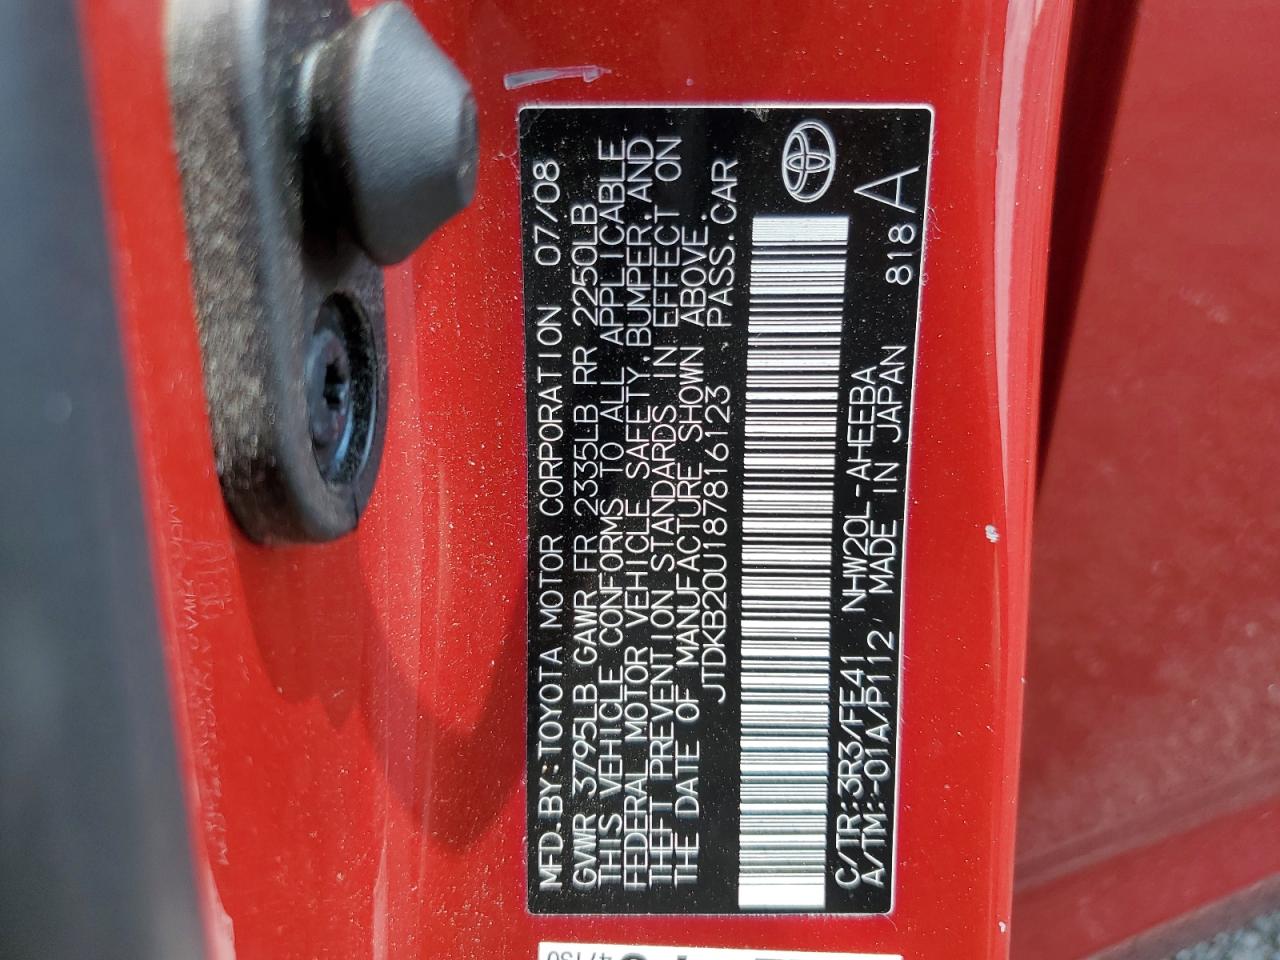 MFD.BY:TOYOTA MOTOR CORPORATION 07/08
GVWR 3795LB GAWR FR 2335LB RR 2250LB
THIS VEHICLE CONFORMS TO ALL APPLICABLE
FEDERAL MOTOR VEHICLE SAFETY,BUMPER,AND
THEFT PREVENTION STANDARDS IN EFFECT ON
THE DATE OF MANUFACTURE SHOWN ABOVE.
JTDKB20U187816123 PASS.CAR
C/TR:3R3/FE41 NHW20L-AHEEBA
A/TM:-01A/P112 MADE IN JAPAN 818 A